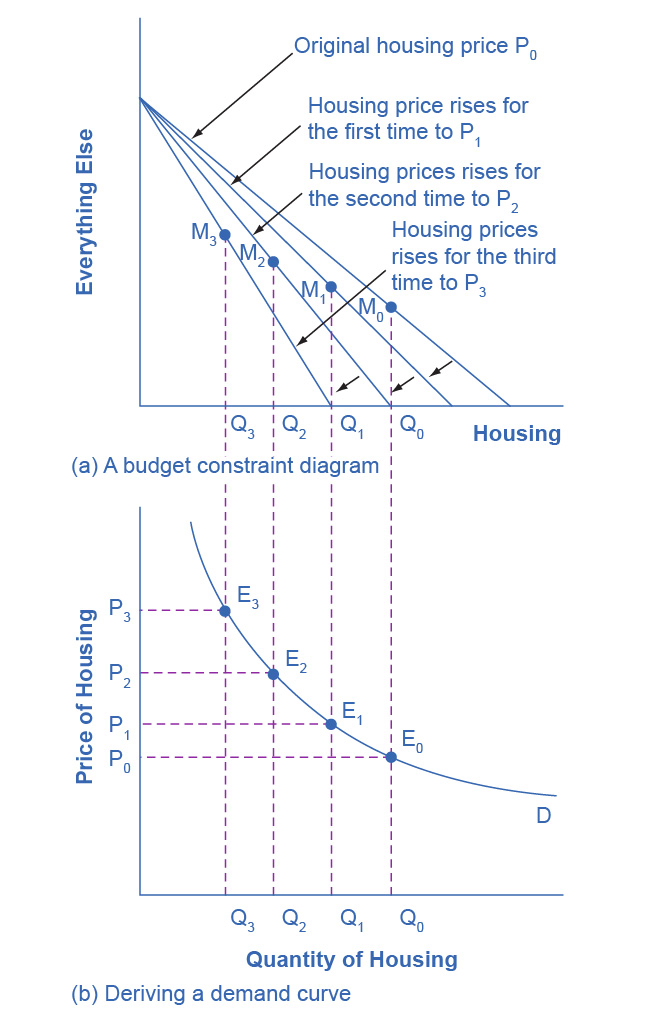 Original housing price P₀
Housing price rises for
the first time to P₁
Housing prices rises for
the second time to P₂
Housing prices
rises for the third
time to P₃
Everything Else
M₃
M₂
M₁
M₀
Q₃ Q₂ Q₁ Q₀
Housing
(a) A budget constraint diagram
Price of Housing
P₃
P₂
P₁
P₀
E₃
E₂
E₁
E₀
D
Q₃ Q₂ Q₁ Q₀
Quantity of Housing
(b) Deriving a demand curve